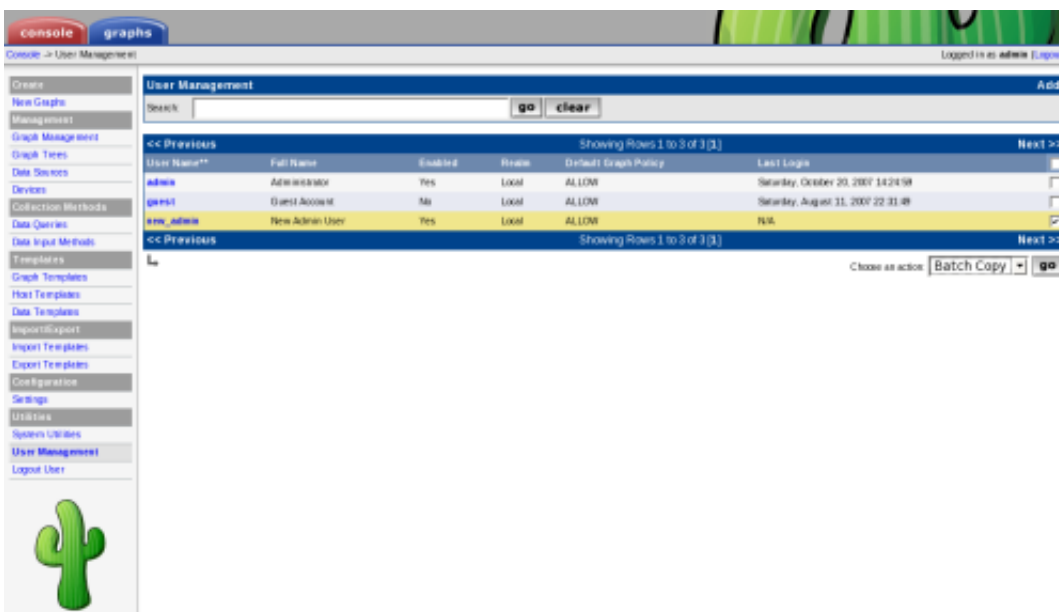 console graphs
Console -> User Management Logged in as admin (Logou
Create
New Graphs
Management
Graph Management
Graph Trees
Data Sources
Devices
Collection Methods
Data Queries
Data Input Methods
Templates
Graph Templates
Host Templates
Data Templates
Import/Export
Import Templates
Export Templates
Configuration
Settings
Utilities
System Utilities
User Management
Logout User
User Management Add
Search: go clear
<< Previous Showing Rows 1 to 3 of 3 [1] Next >>
User Name** Full Name Enabled Realm Default Graph Policy Last Login
admin Administrator Yes Local ALLOW Saturday, October 20, 2007 14:24:59
guest Guest Account No Local ALLOW Saturday, August 11, 2007 22:31:49
new_admin New Admin User Yes Local ALLOW N/A
<< Previous Showing Rows 1 to 3 of 3 [1] Next >>
Choose an action: Batch Copy go